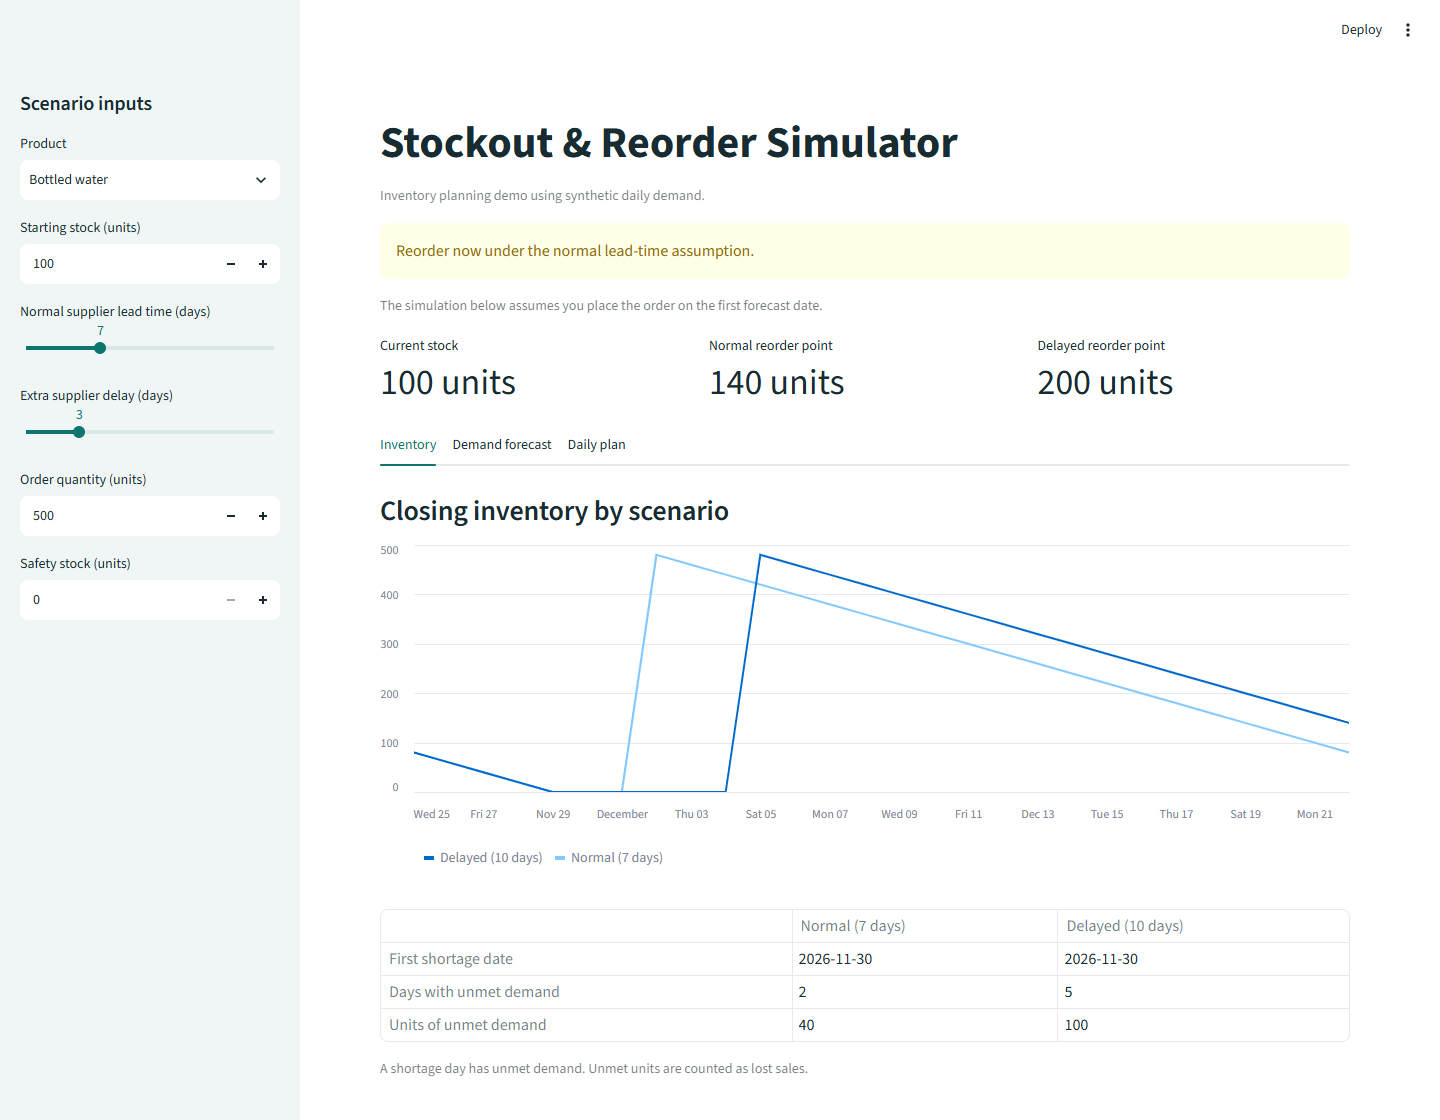 Deploy
Scenario inputs
Product
Bottled water
Starting stock (units)
100
Normal supplier lead time (days)
7
Extra supplier delay (days)
3
Order quantity (units)
500
Safety stock (units)
0
Stockout & Reorder Simulator
Inventory planning demo using synthetic daily demand.
Reorder now under the normal lead-time assumption.
The simulation below assumes you place the order on the first forecast date.
Current stock Normal reorder point Delayed reorder point
100 units 140 units 200 units
Inventory Demand forecast Daily plan
Closing inventory by scenario
500
400
300
200
100
0
Wed 25 Fri 27 Nov 29 December Thu 03 Sat 05 Mon 07 Wed 09 Fri 11 Dec 13 Tue 15 Thu 17 Sat 19 Mon 21
Delayed (10 days) Normal (7 days)
Normal (7 days) Delayed (10 days)
First shortage date 2026-11-30 2026-11-30
Days with unmet demand 2 5
Units of unmet demand 40 100
A shortage day has unmet demand. Unmet units are counted as lost sales.